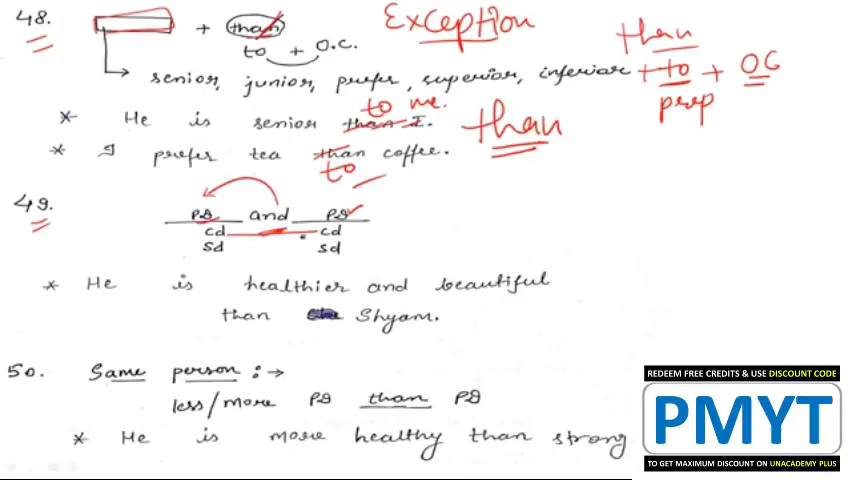 48. + than Exception
to + O.C. than
senior, junior, prefer, superior, inferior + to + OC
prep
to me.
* He is senior than I. than
* I prefer tea than coffee.
to
49. PD and PD
cd cd
sd sd
* He is healthier and beautiful
than Shyam.
50. Same person :→
less/more PD than PD
* He is more healthy than strong
REDEEM FREE CREDITS & USE DISCOUNT CODE
PMYT
TO GET MAXIMUM DISCOUNT ON UNACADEMY PLUS